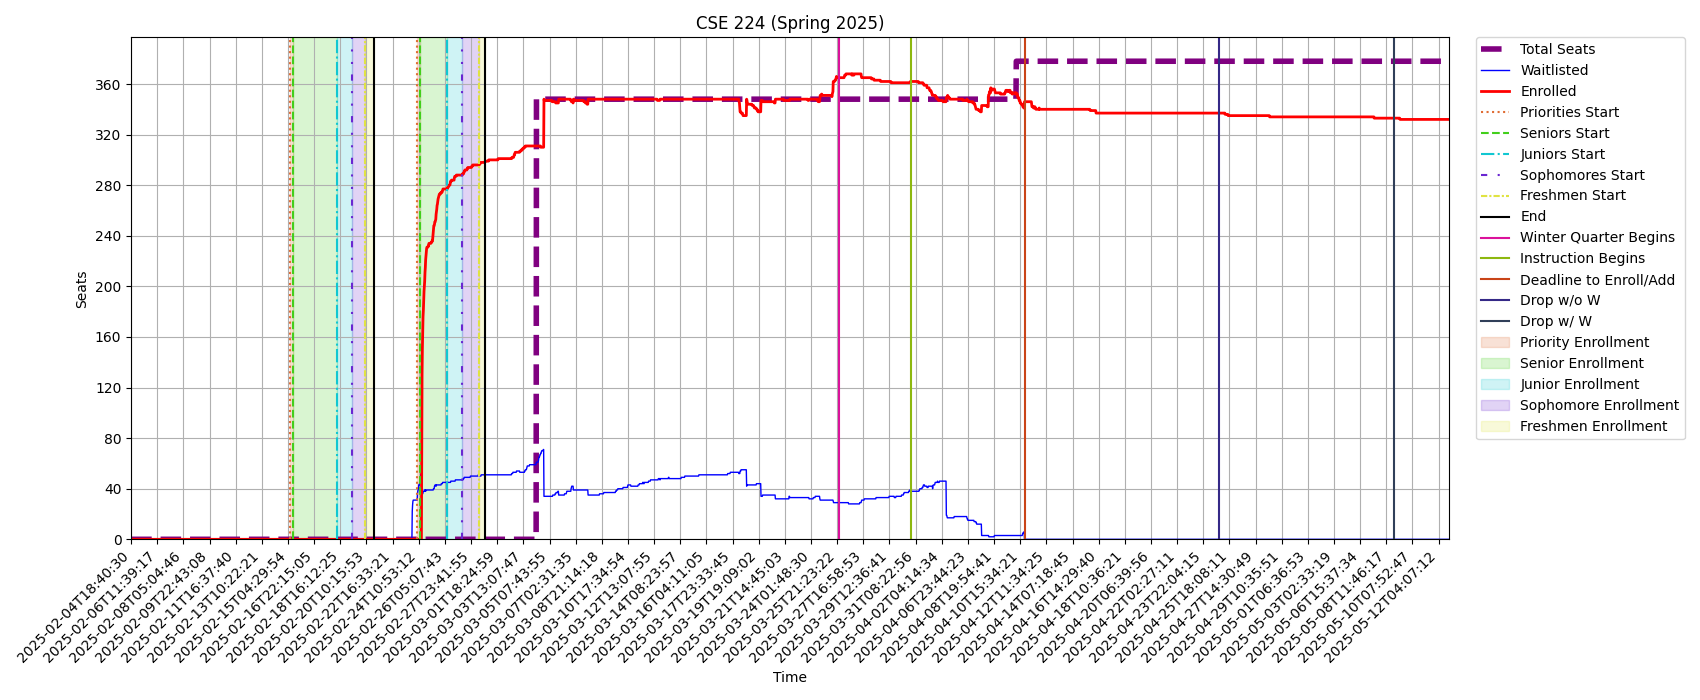 CSE 224 (Spring 2025)
Seats
360
320
280
240
200
160
120
80
40
0
2025-02-04T18:40:30
2025-02-06T11:39:17
2025-02-08T05:04:46
2025-02-09T22:43:08
2025-02-11T16:37:40
2025-02-13T10:22:21
2025-02-15T04:29:54
2025-02-16T22:15:05
2025-02-18T16:12:25
2025-02-20T10:15:53
2025-02-22T16:33:21
2025-02-24T10:53:12
2025-02-26T05:07:43
2025-02-27T23:41:55
2025-03-01T18:24:59
2025-03-03T13:07:47
2025-03-05T07:43:55
2025-03-07T02:31:35
2025-03-08T21:14:18
2025-03-10T17:34:54
2025-03-12T13:07:55
2025-03-14T08:23:57
2025-03-16T04:11:05
2025-03-17T23:33:45
2025-03-19T19:09:02
2025-03-21T14:45:03
2025-03-24T01:48:30
2025-03-25T21:23:22
2025-03-27T16:58:53
2025-03-29T12:36:41
2025-03-31T08:22:56
2025-04-02T04:14:34
2025-04-06T23:44:23
2025-04-08T19:54:41
2025-04-10T15:34:21
2025-04-12T11:34:25
2025-04-14T07:18:45
2025-04-16T14:29:40
2025-04-18T10:36:21
2025-04-20T06:39:56
2025-04-22T02:27:11
2025-04-23T22:04:15
2025-04-25T18:08:11
2025-04-27T14:30:49
2025-04-29T10:35:51
2025-05-01T06:36:53
2025-05-03T02:33:19
2025-05-06T15:37:34
2025-05-08T11:46:17
2025-05-10T07:52:47
2025-05-12T04:07:12
Time
Total Seats
Waitlisted
Enrolled
Priorities Start
Seniors Start
Juniors Start
Sophomores Start
Freshmen Start
End
Winter Quarter Begins
Instruction Begins
Deadline to Enroll/Add
Drop w/o W
Drop w/ W
Priority Enrollment
Senior Enrollment
Junior Enrollment
Sophomore Enrollment
Freshmen Enrollment